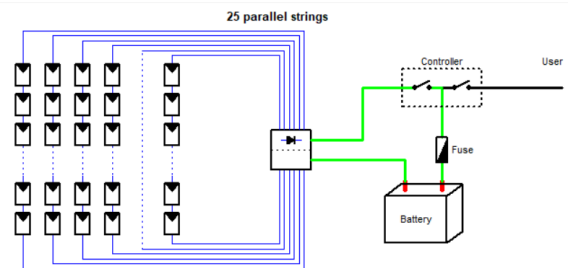 25 parallel strings
Controller
User
Fuse
Battery